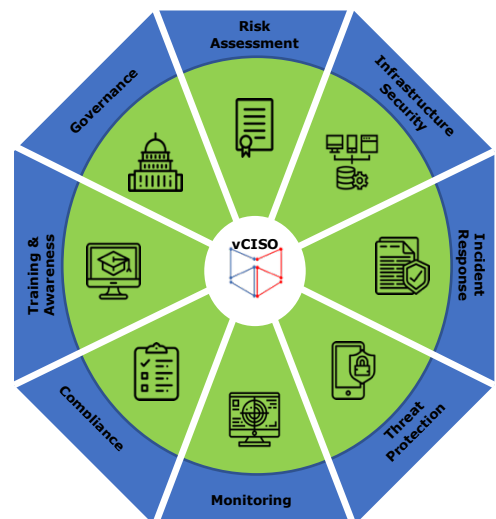 Risk
Assessment
Infrastructure
Security
Incident
Response
Threat
Protection
Monitoring
Compliance
Training &
Awareness
Governance
vCISO